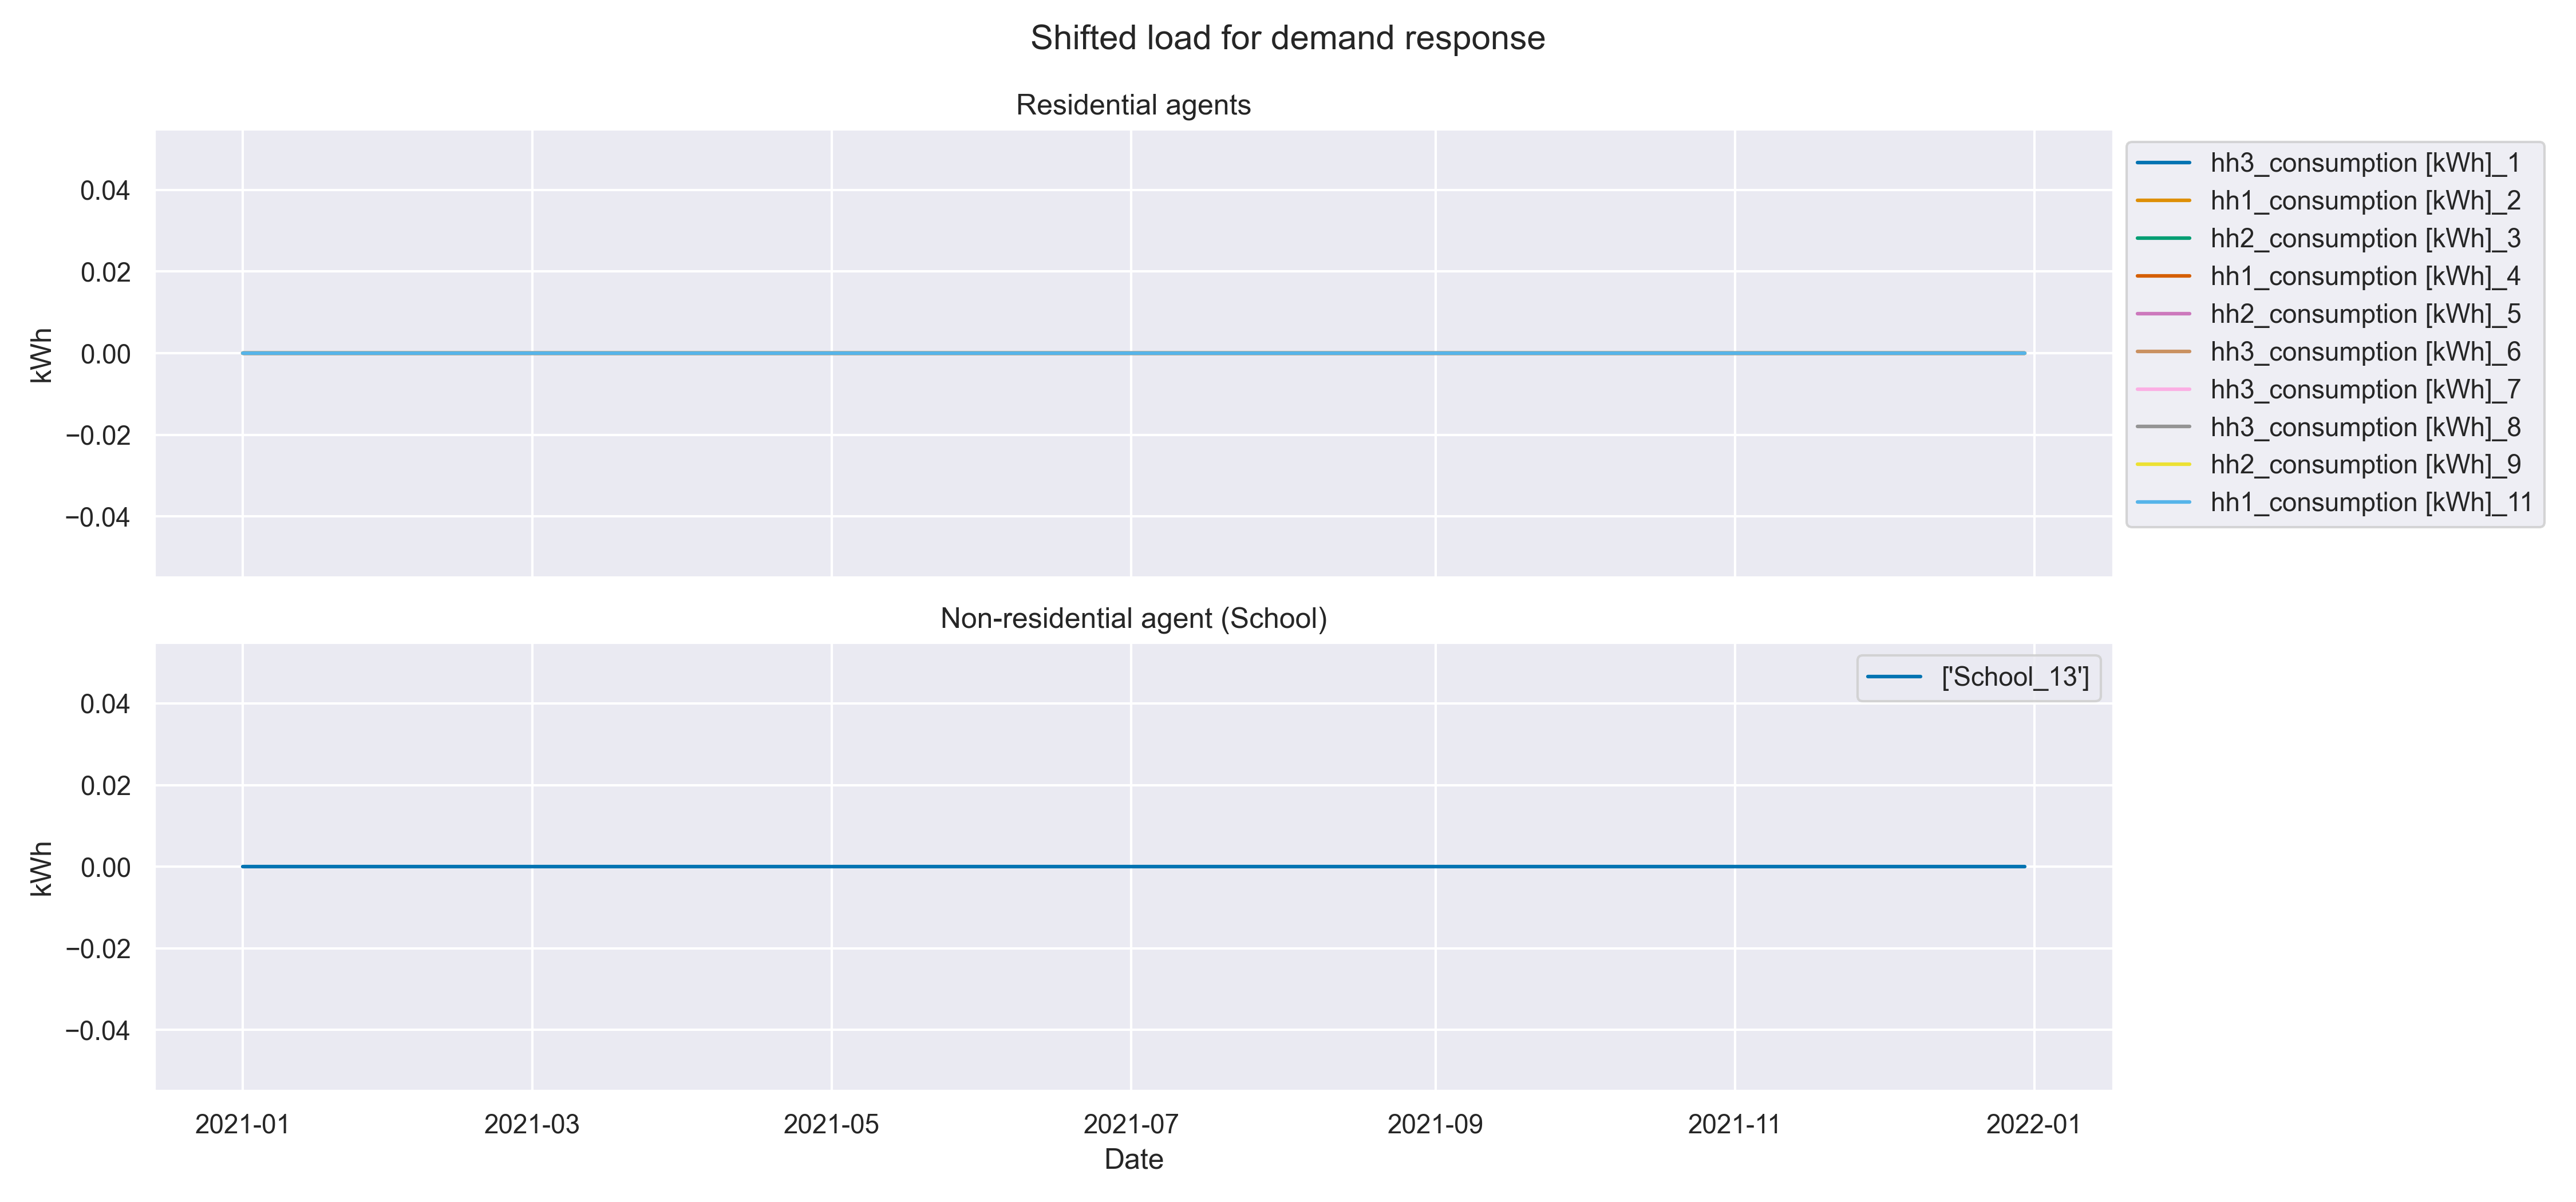 Shifted load for demand response
Residential agents
0.04
0.02
0.00
−0.02
−0.04
kWh
hh3_consumption [kWh]_1
hh1_consumption [kWh]_2
hh2_consumption [kWh]_3
hh1_consumption [kWh]_4
hh2_consumption [kWh]_5
hh3_consumption [kWh]_6
hh3_consumption [kWh]_7
hh3_consumption [kWh]_8
hh2_consumption [kWh]_9
hh1_consumption [kWh]_11
Non-residential agent (School)
['School_13']
0.04
0.02
0.00
−0.02
−0.04
kWh
2021-01 2021-03 2021-05 2021-07 2021-09 2021-11 2022-01
Date